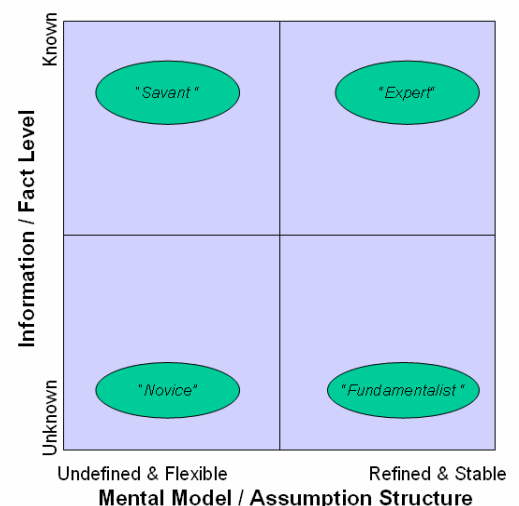 Known
"Savant "
"Expert"
Information / Fact Level
"Novice"
"Fundamentalist "
Unknown
Undefined & Flexible
Refined & Stable
Mental Model / Assumption Structure